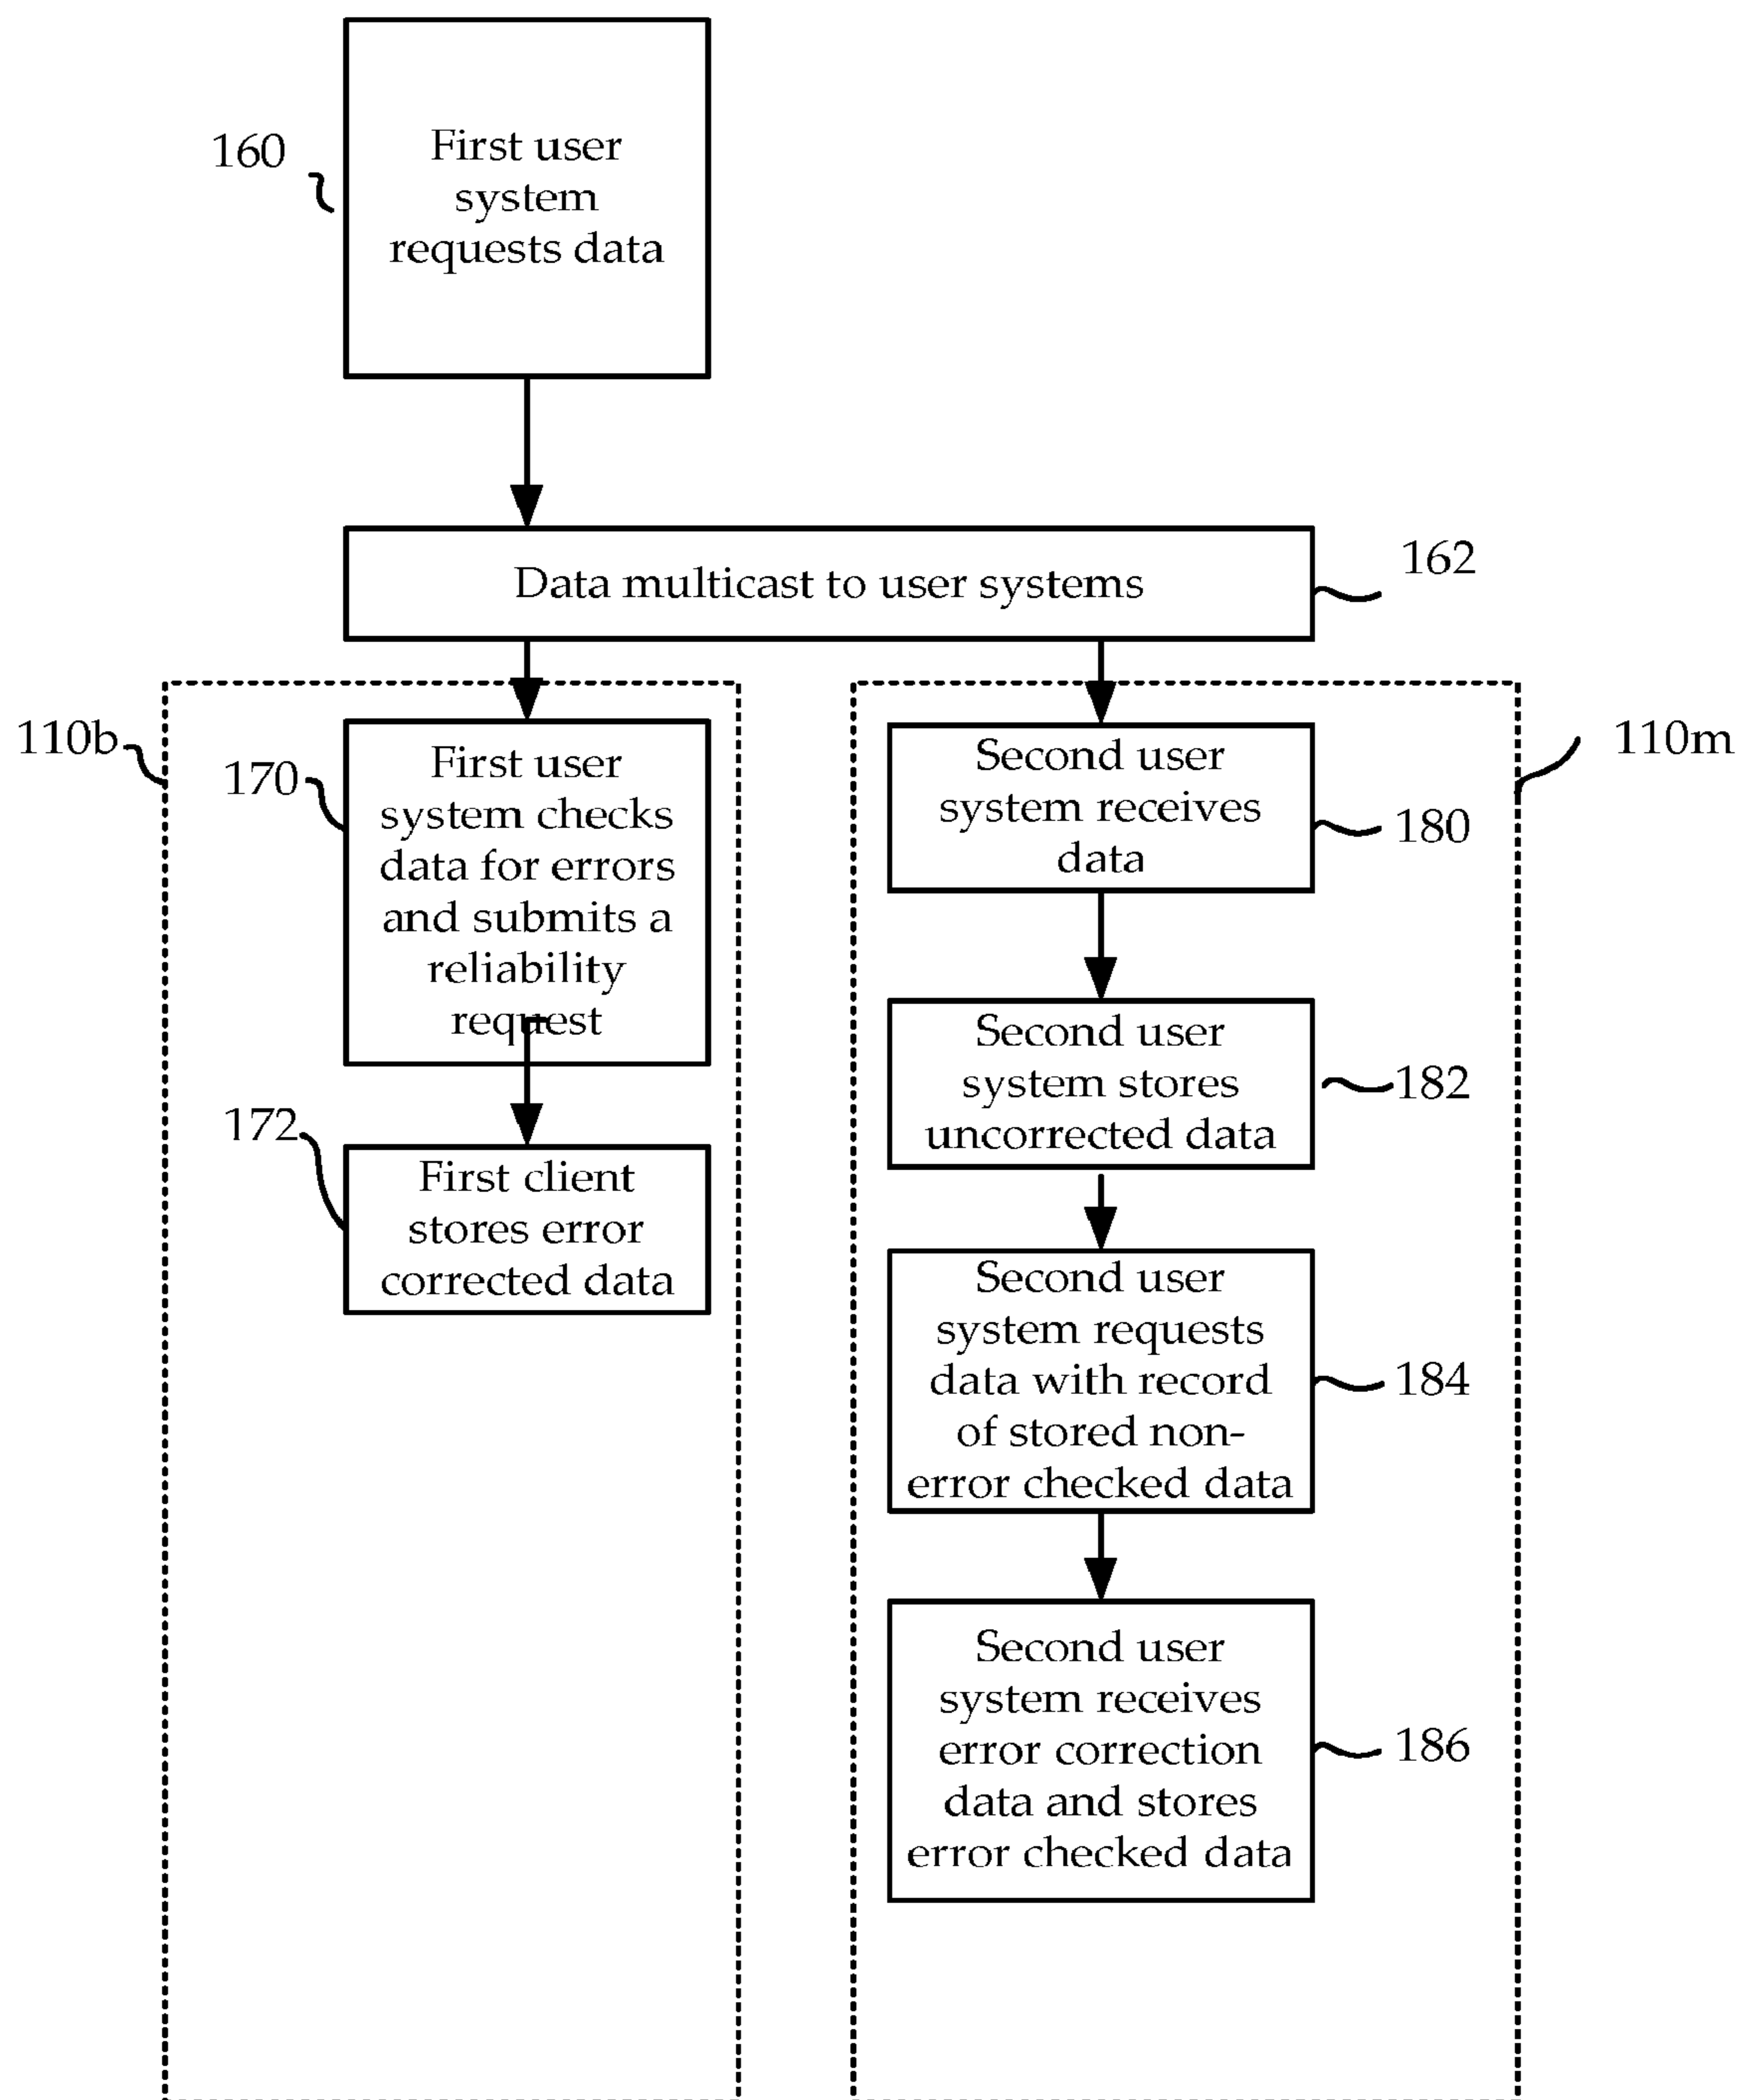 160
First user
system
requests data
Data multicast to user systems
162
110b
170
First user
system checks
data for errors
and submits a
reliability
request
172
First client
stores error
corrected data
110m
Second user
system receives
data
180
Second user
system stores
uncorrected data
182
Second user
system requests
data with record
of stored non-
error checked data
184
Second user
system receives
error correction
data and stores
error checked data
186